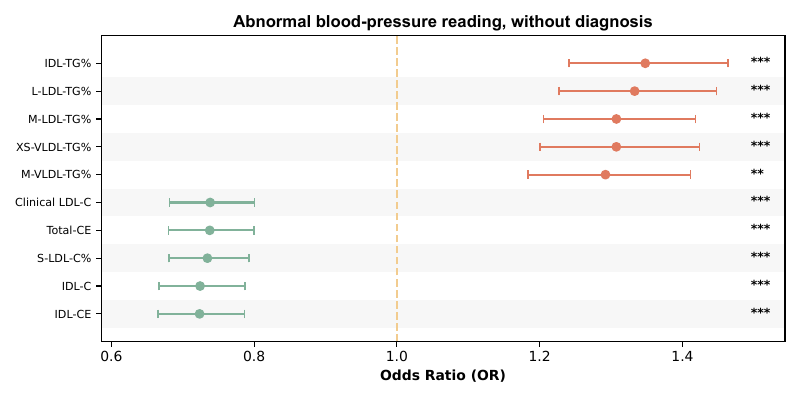 Abnormal blood-pressure reading, without diagnosis
IDL-TG% ***
L-LDL-TG% ***
M-LDL-TG% ***
XS-VLDL-TG% ***
M-VLDL-TG% **
Clinical LDL-C ***
Total-CE ***
S-LDL-C% ***
IDL-C ***
IDL-CE ***
0.6 0.8 1.0 1.2 1.4
Odds Ratio (OR)